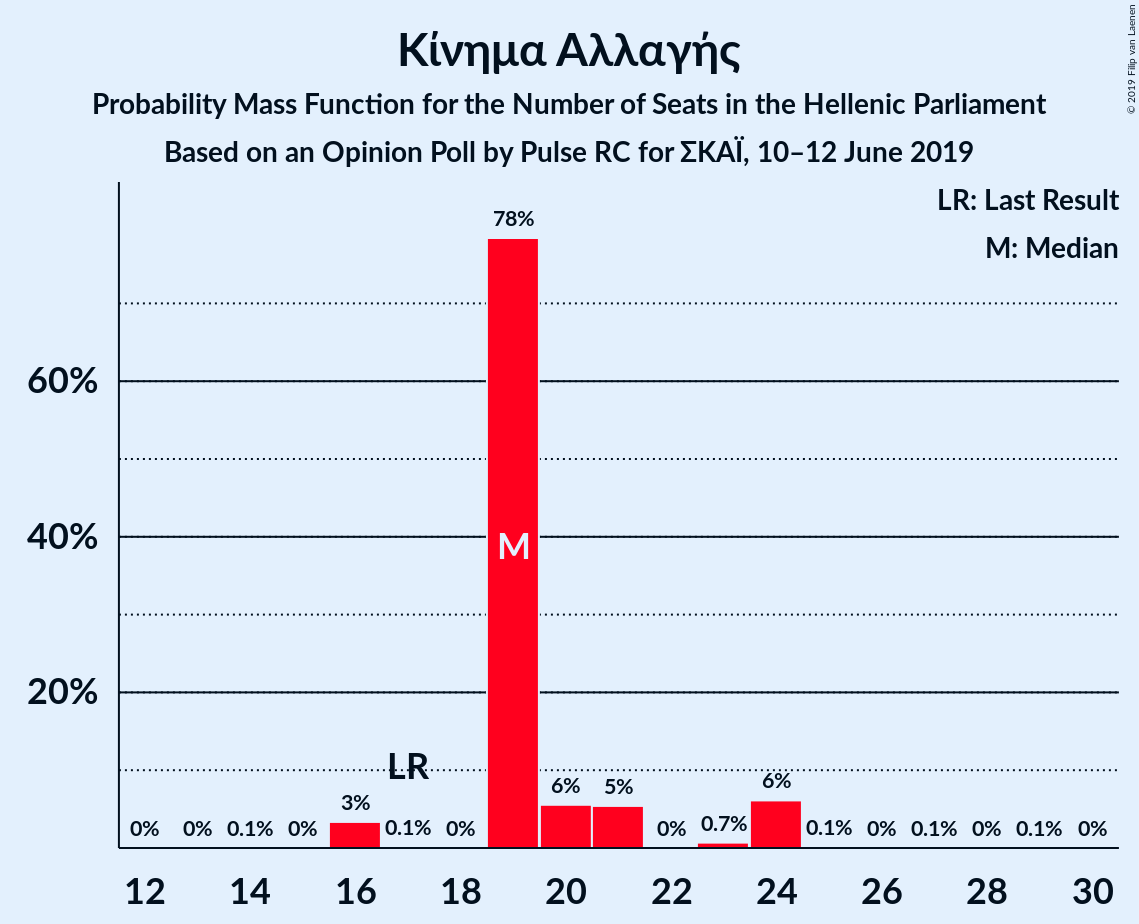 Κίνημα Αλλαγής
Probability Mass Function for the Number of Seats in the Hellenic Parliament
Based on an Opinion Poll by Pulse RC for ΣΚΑΪ, 10–12 June 2019
© 2019 Filip van Laenen
LR: Last Result
M: Median
78%
60%
40%
M
20%
LR
0% 0% 0.1% 0% 3% 0.1% 0% 6% 5% 0% 0.7% 6% 0.1% 0% 0.1% 0% 0.1% 0%
12 14 16 18 20 22 24 26 28 30